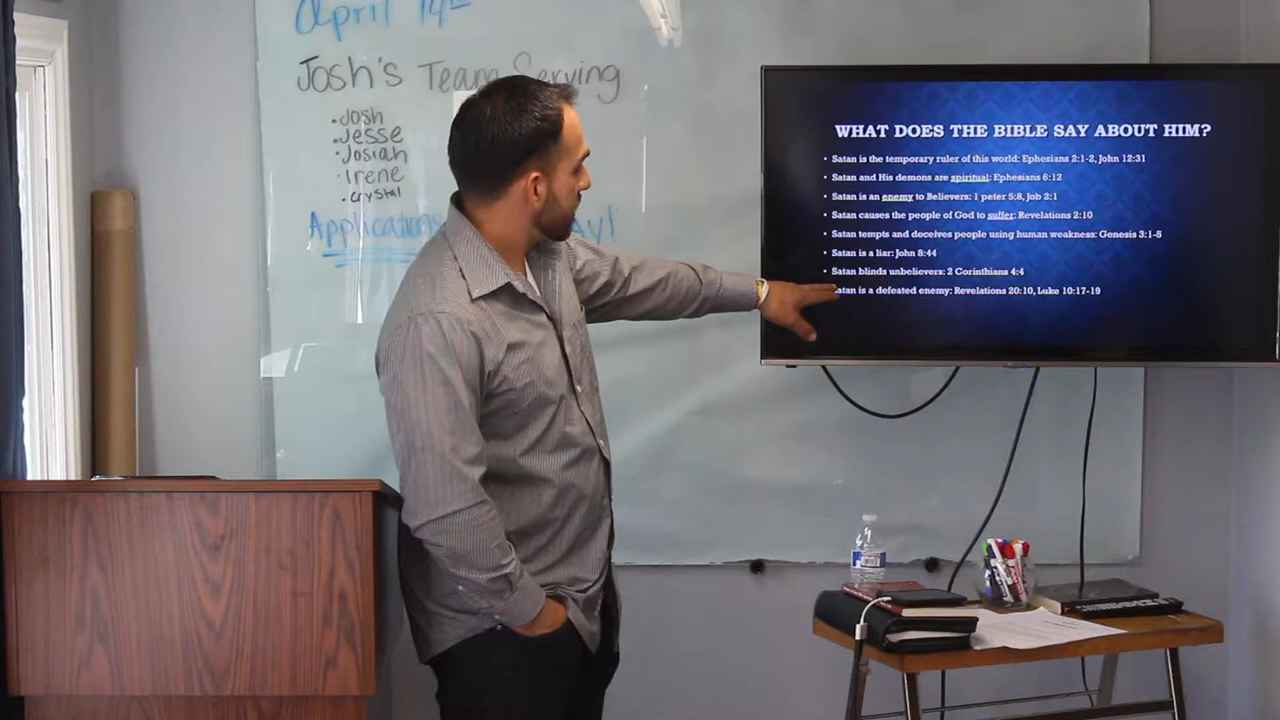 April 14th
Josh's Team Serving
• Josh
• Jesse
• Josiah
• Irene
• Crystal
Applications
WHAT DOES THE BIBLE SAY ABOUT HIM?
• Satan is the temporary ruler of this world: Ephesians 2:1-2, John 12:31
• Satan and His demons are spiritual: Ephesians 6:12
• Satan is an enemy to Believers: 1 peter 5:8, Job 2:1
• Satan causes the people of God to suffer: Revelations 2:10
• Satan tempts and deceives people using human weakness: Genesis 3:1-5
• Satan is a liar: John 8:44
• Satan blinds unbelievers: 2 Corinthians 4:4
Satan is a defeated enemy: Revelations 20:10, Luke 10:17-19